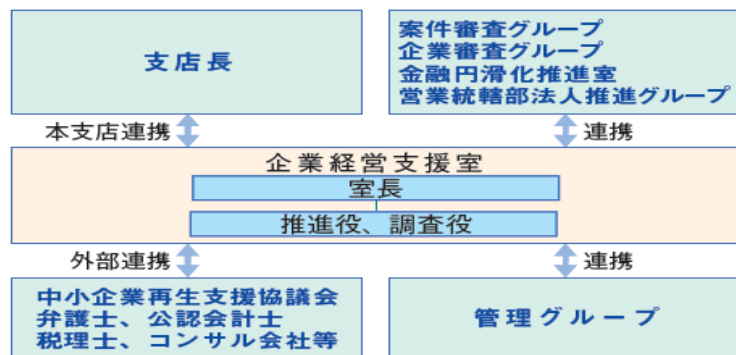 支店長
案件審査グループ
企業審査グループ
金融円滑化推進室
営業統轄部法人推進グループ
本支店連携
連携
企業経営支援室
室長
推進役、調査役
外部連携
連携
中小企業再生支援協議会
弁護士、公認会計士
税理士、コンサル会社等
管理グループ